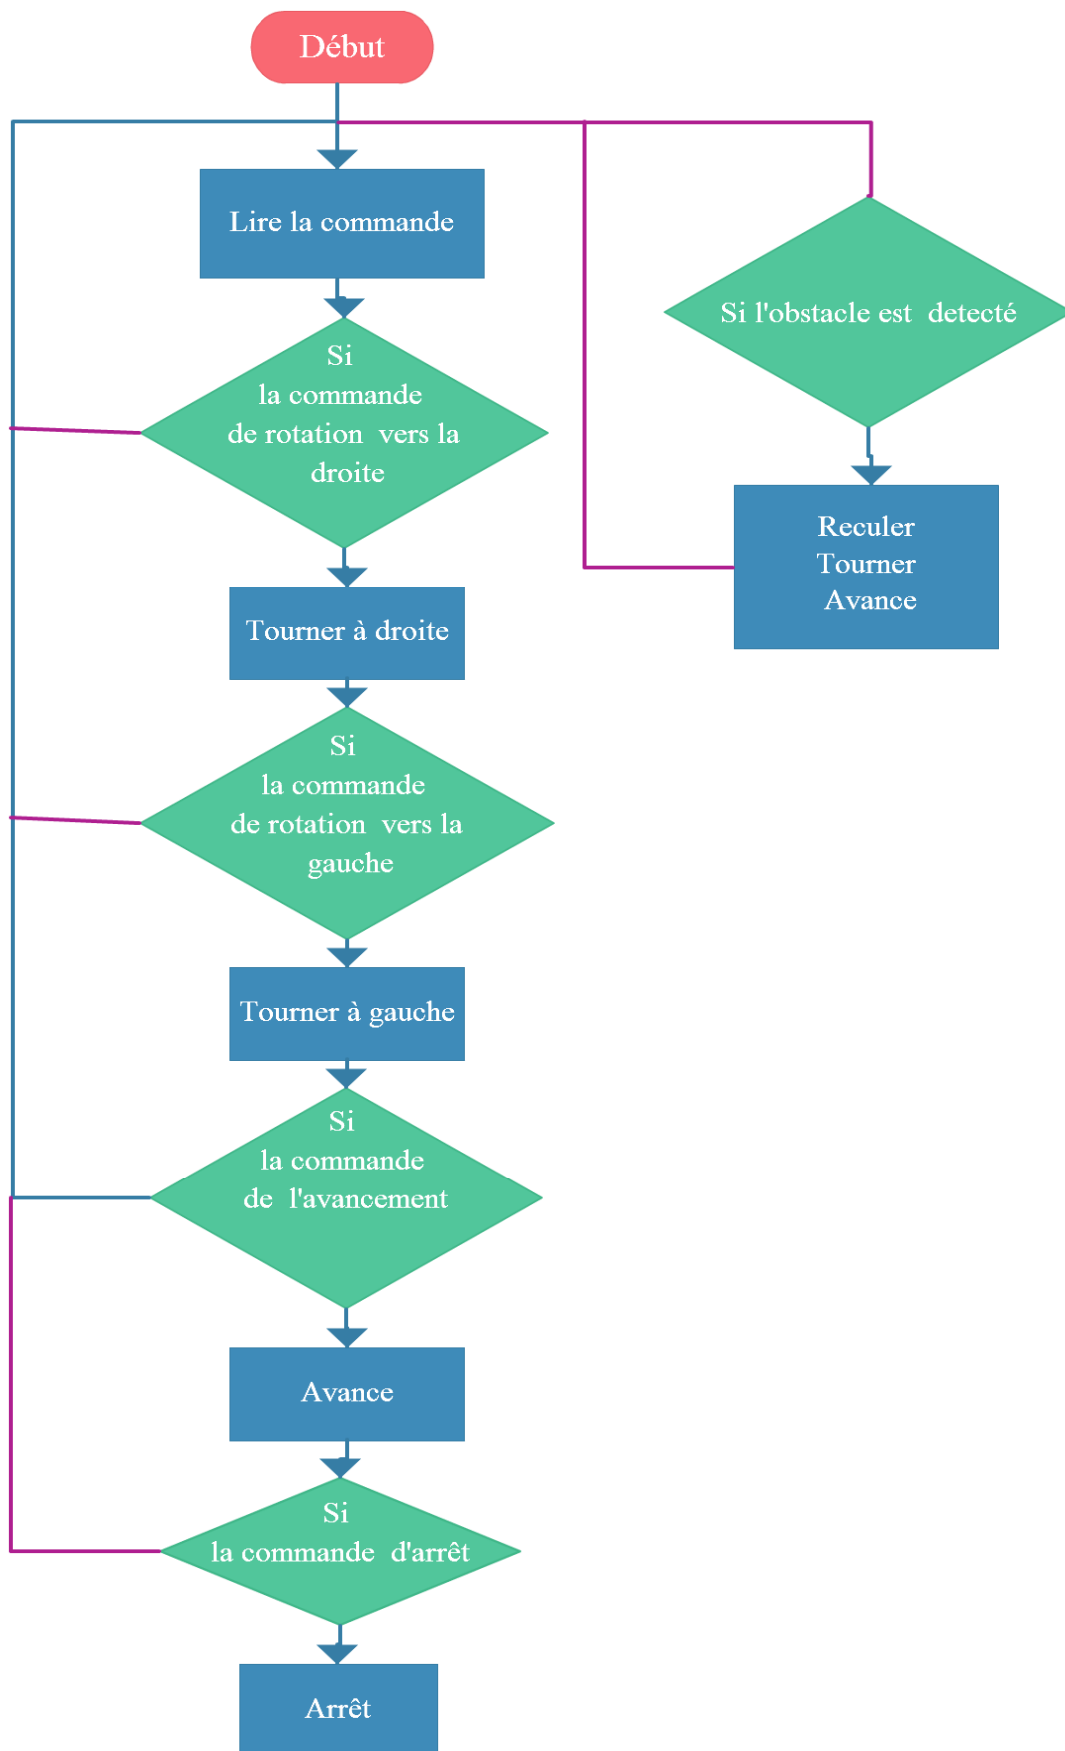 Début
Lire la commande
Si
la commande
de rotation vers la
droite
Tourner à droite
Si
la commande
de rotation vers la
gauche
Tourner à gauche
Si
la commande
de l'avancement
Avance
Si
la commande d'arrêt
Arrêt
Si l'obstacle est detecté
Reculer
Tourner
Avance